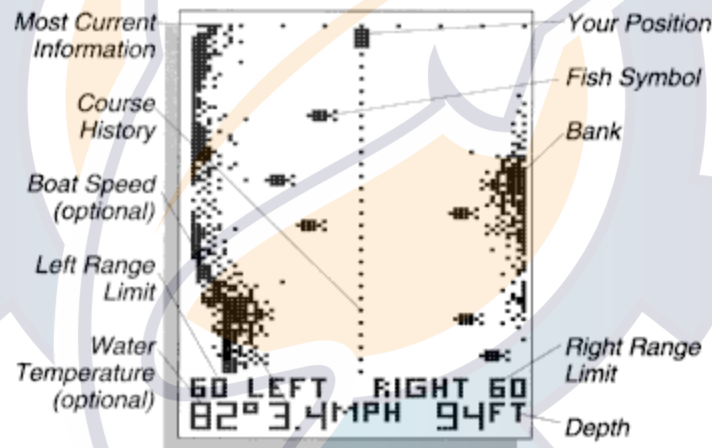 Most Current
Information
Your Position
Fish Symbol
Course
History
Bank
Boat Speed
(optional)
Left Range
Limit
Water
Temperature
(optional)
Right Range
Limit
60 LEFT RIGHT 60
82° 3.4MPH 94FT
Depth